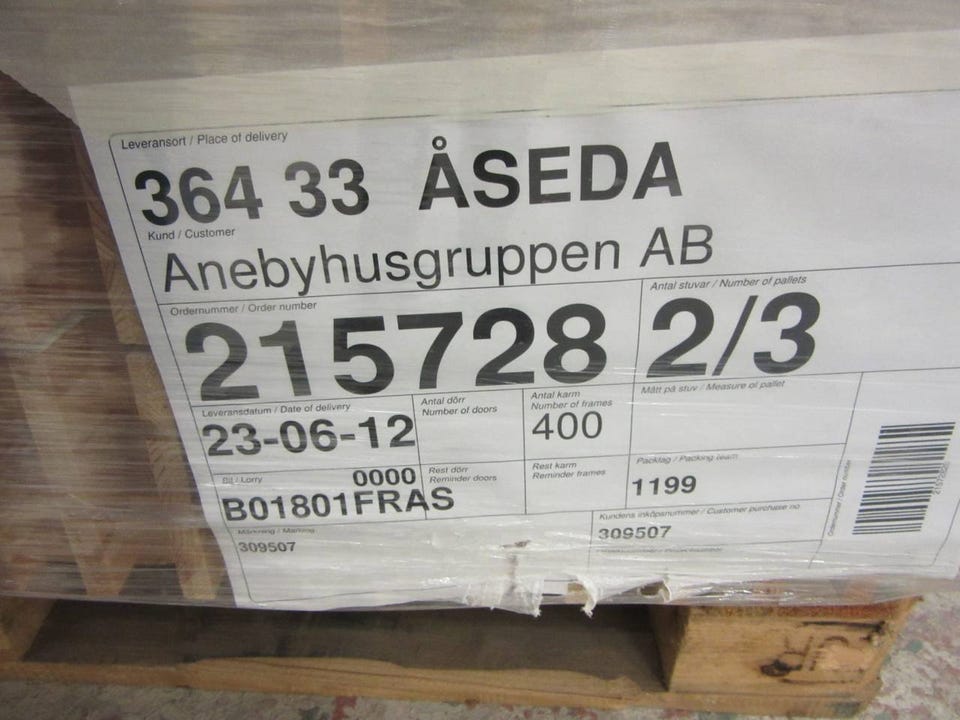 Leveransort / Place of delivery
364 33 ÅSEDA
Kund / Customer
Anebyhusgruppen AB
Ordernummer / Order number
215728
Antal stuvar / Number of pallets
2/3
Leveransdatum / Date of delivery
23-06-12
Antal dörr
Number of doors
Antal karm
Number of frames
400
Mått på stuv / Measure of pallet
Bil / Lorry
0000
B01801FRAS
Rest dörr
Reminder doors
Rest karm
Reminder frames
Packlag / Packing team
1199
Märkning / Marking
309507
Kundens inköpsnummer / Customer purchase no
309507
Ordernummer / Order number